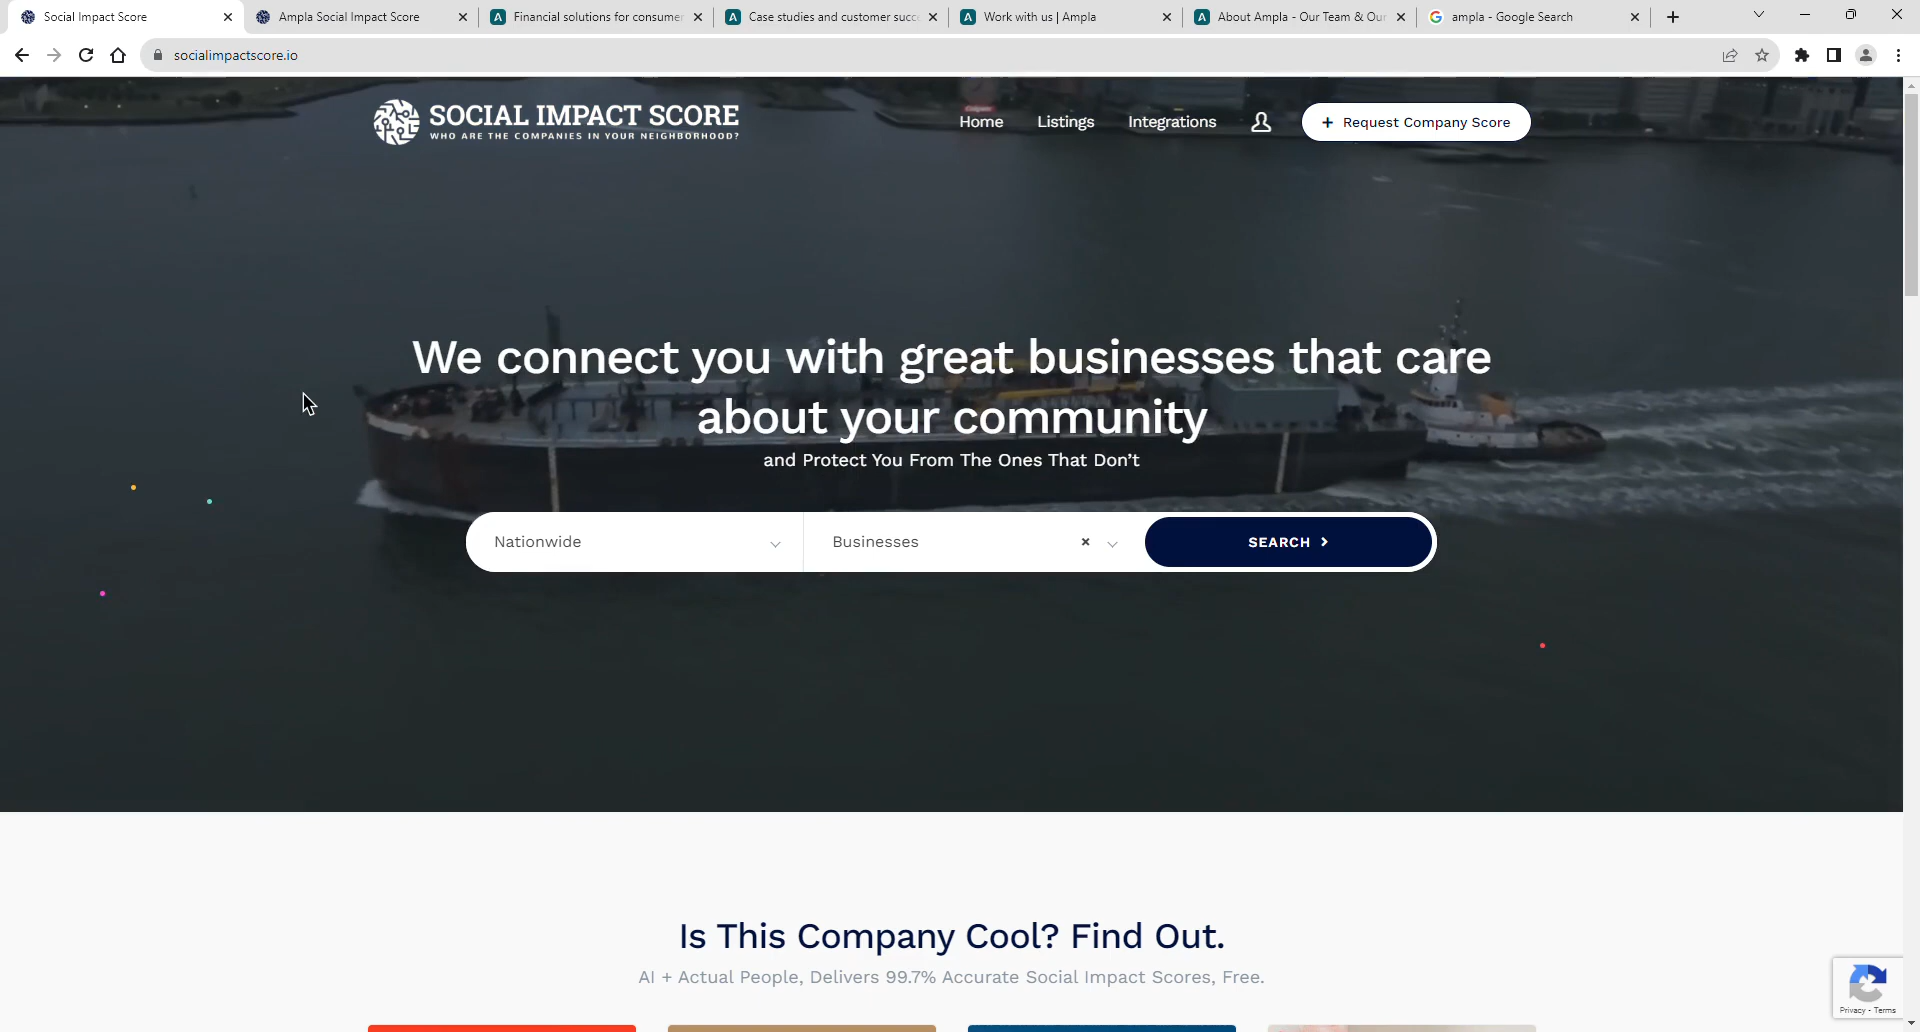 Social Impact Score
Ampla Social Impact Score
Financial solutions for consumer
Case studies and customer succe
Work with us | Ampla
About Ampla - Our Team & Our
ampla - Google Search
socialimpactscore.io
SOCIAL IMPACT SCORE
WHO ARE THE COMPANIES IN YOUR NEIGHBORHOOD?
Home
Listings
Integrations
+ Request Company Score
We connect you with great businesses that care
about your community
and Protect You From The Ones That Don't
Nationwide
Businesses
SEARCH
Is This Company Cool? Find Out.
AI + Actual People, Delivers 99.7% Accurate Social Impact Scores, Free.
Privacy - Terms